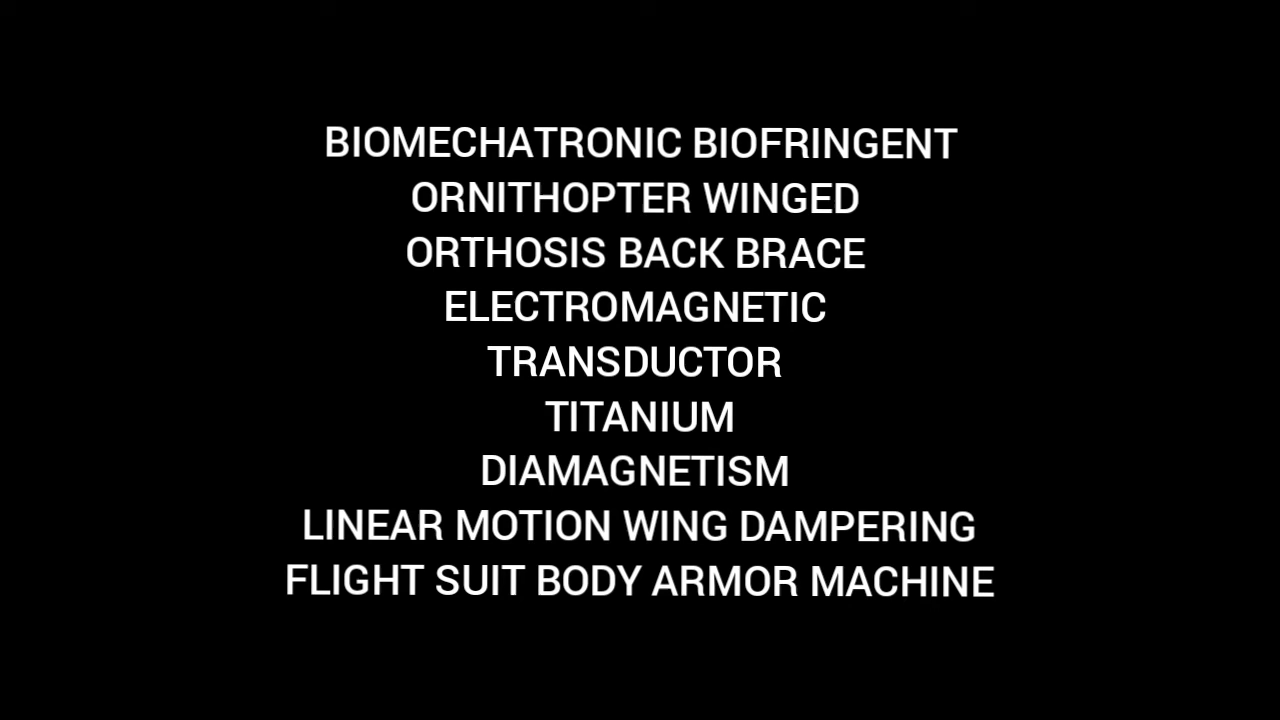 BIOMECHATRONIC BIOFRINGENT
ORNITHOPTER WINGED
ORTHOSIS BACK BRACE
ELECTROMAGNETIC
TRANSDUCTOR
TITANIUM
DIAMAGNETISM
LINEAR MOTION WING DAMPERING
FLIGHT SUIT BODY ARMOR MACHINE